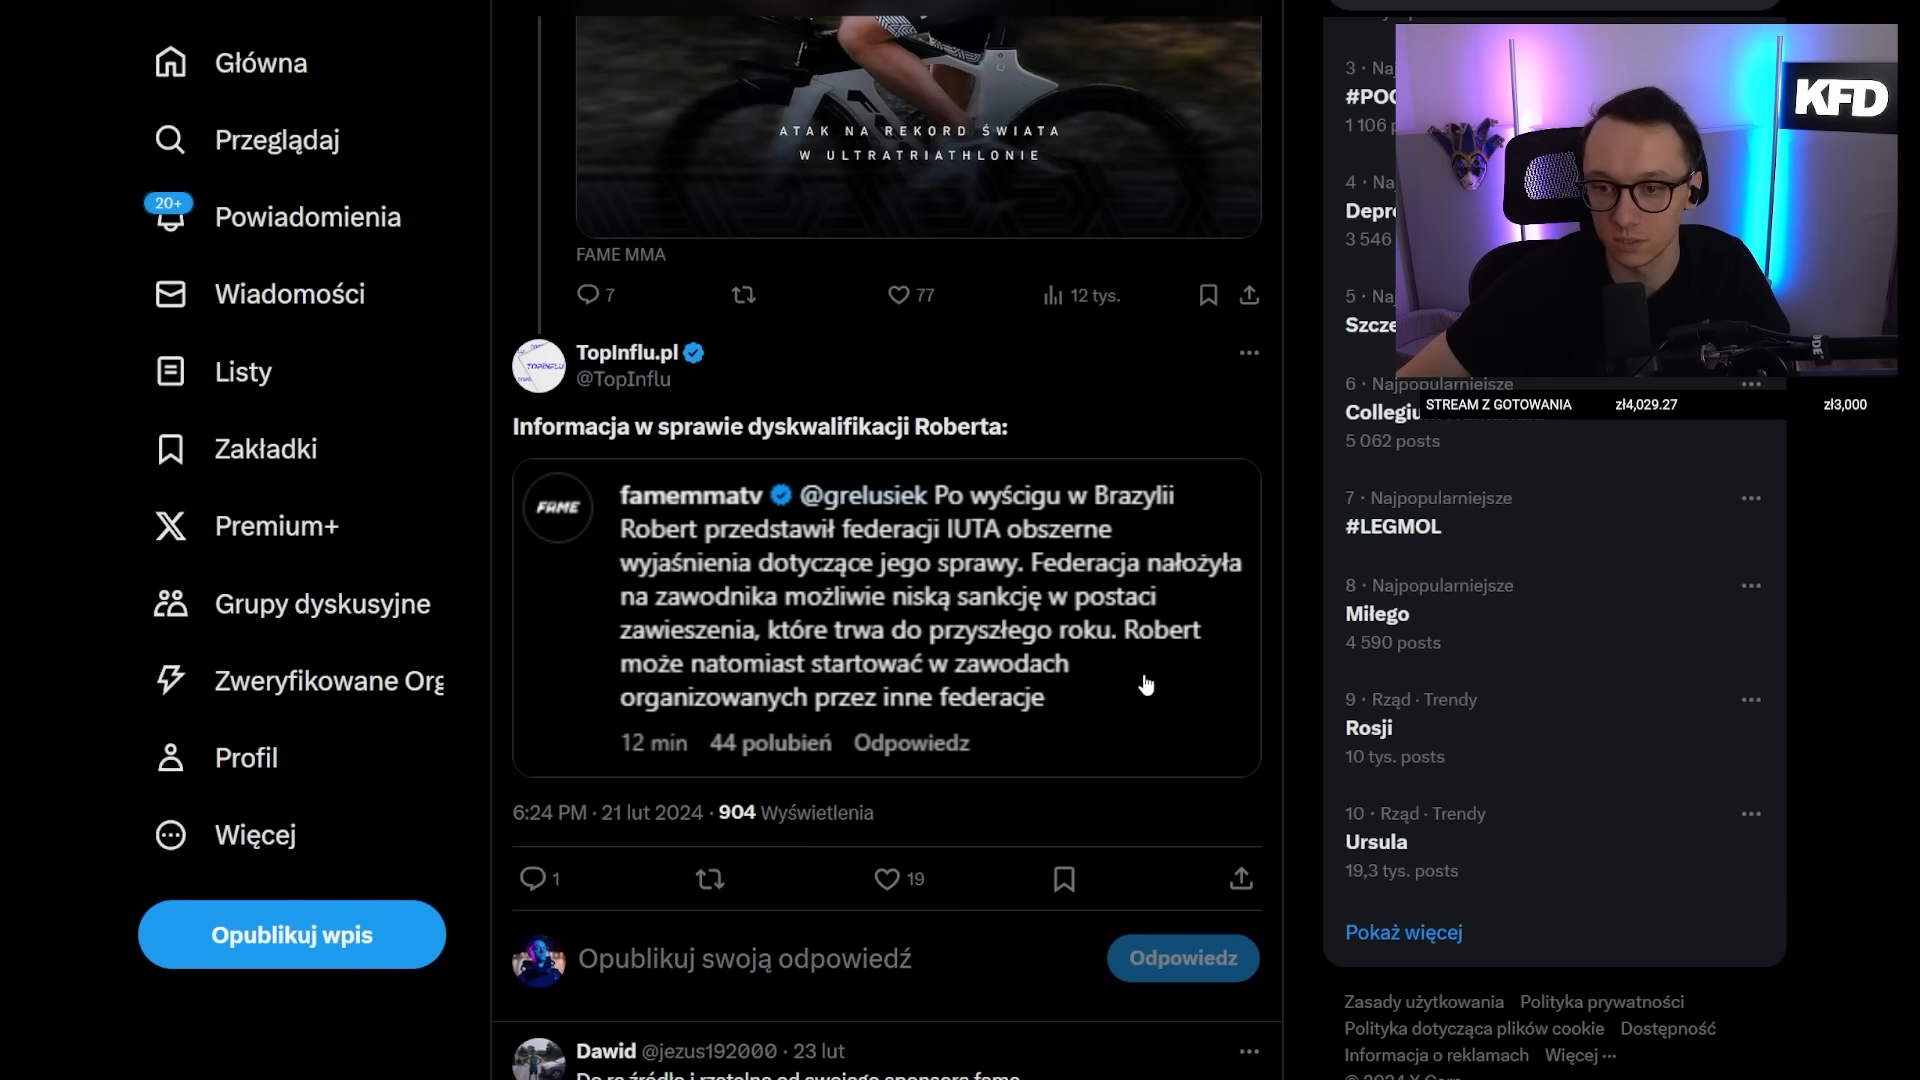 Główna
Przeglądaj
20+
Powiadomienia
Wiadomości
Listy
Zakładki
Premium+
Grupy dyskusyjne
Zweryfikowane Org
Profil
Więcej
Opublikuj wpis
ATAK NA REKORD ŚWIATA
W ULTRATRIATHLONIE
FAME MMA
7
77
12 tys.
TopInflu.pl
@TopInflu
Informacja w sprawie dyskwalifikacji Roberta:
FAME
famemmatv @grelusiek Po wyścigu w Brazylii
Robert przedstawił federacji IUTA obszerne
wyjaśnienia dotyczące jego sprawy. Federacja nałożyła
na zawodnika możliwie niską sankcję w postaci
zawieszenia, które trwa do przyszłego roku. Robert
może natomiast startować w zawodach
organizowanych przez inne federacje
12 min 44 polubień Odpowiedz
6:24 PM · 21 lut 2024 · 904 Wyświetlenia
1
19
Opublikuj swoją odpowiedź
Odpowiedz
Dawid @jezus192000 · 23 lut
3 · Naj
#POC
1 106 p
4 · Naj
Depre
3 546
5 · Naj
Szcze
6 · Najpopularniejsze
Collegiu
5 062 posts
7 · Najpopularniejsze
#LEGMOL
8 · Najpopularniejsze
Miłego
4 590 posts
9 · Rząd · Trendy
Rosji
10 tys. posts
10 · Rząd · Trendy
Ursula
19,3 tys. posts
Pokaż więcej
Zasady użytkowania Polityka prywatności
Polityka dotycząca plików cookie Dostępność
Informacja o reklamach Więcej ···
KFD
STREAM Z GOTOWANIA zł4,029.27 zł3,000